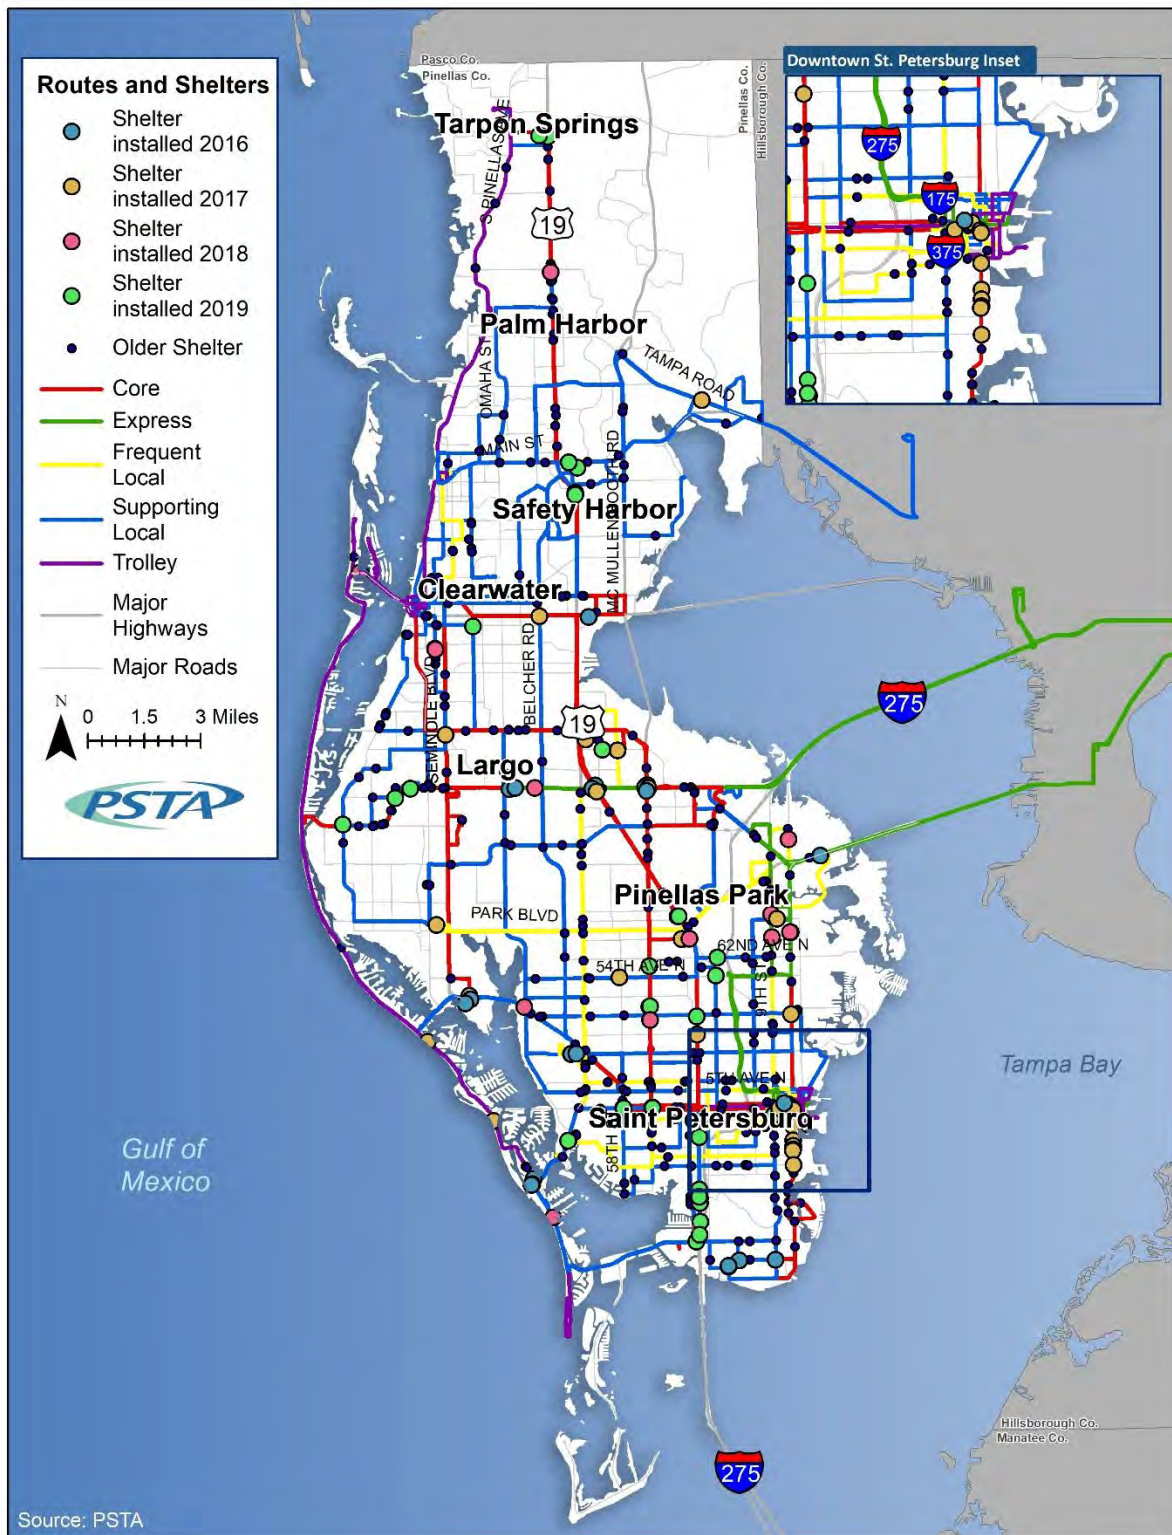 Routes and Shelters
Shelter
installed 2016
Shelter
installed 2017
Shelter
installed 2018
Shelter
installed 2019
Older Shelter
Core
Express
Frequent
Local
Supporting
Local
Trolley
Major
Highways
Major Roads
N
0 1.5 3 Miles
PSTA
Pasco Co.
Pinellas Co.
Pinellas Co.
Hillsborough Co.
Downtown St. Petersburg Inset
275
175
375
Tarpon Springs
S PINELLAS AVE
19
Palm Harbor
OMAHA ST
TAMPA ROAD
MAIN ST
MC MULLEN BOOTH RD
Safety Harbor
Clearwater
BELCHER RD
SEMINOLE BLVD
19
275
Largo
Pinellas Park
PARK BLVD
62ND AVE N
54TH AVE N
9TH ST
5TH AVE N
Saint Petersburg
58TH
Tampa Bay
Gulf of
Mexico
Hillsborough Co.
Manatee Co.
275
Source: PSTA